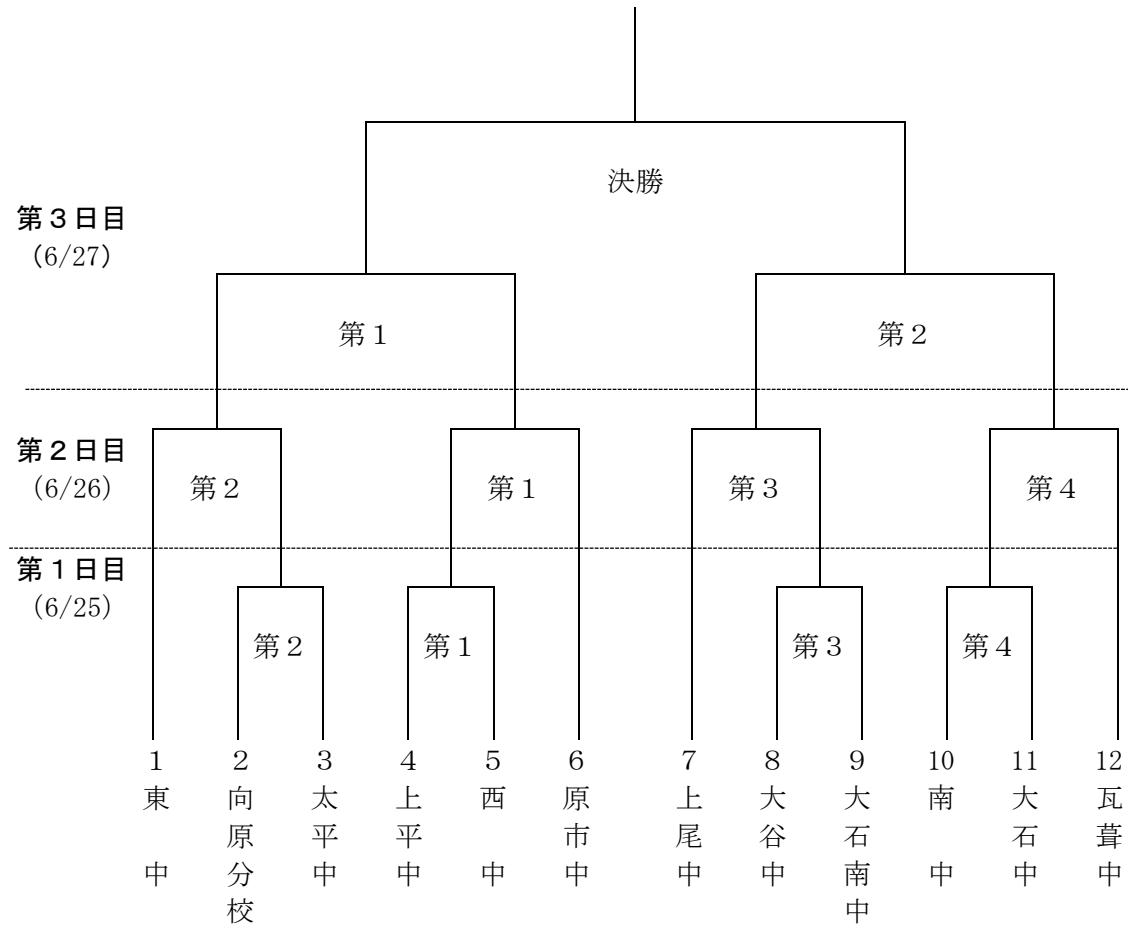 決勝
第３日目
（6/27）
第１
第２
第２日目
（6/26）
第２
第１
第３
第４
第１日目
（6/25）
第２
第１
第３
第４
1
東中
2
向原分校
3
太平中
4
上平中
5
西中
6
原市中
7
上尾中
8
大谷中
9
大石南中
10
南中
11
大石中
12
瓦葺中